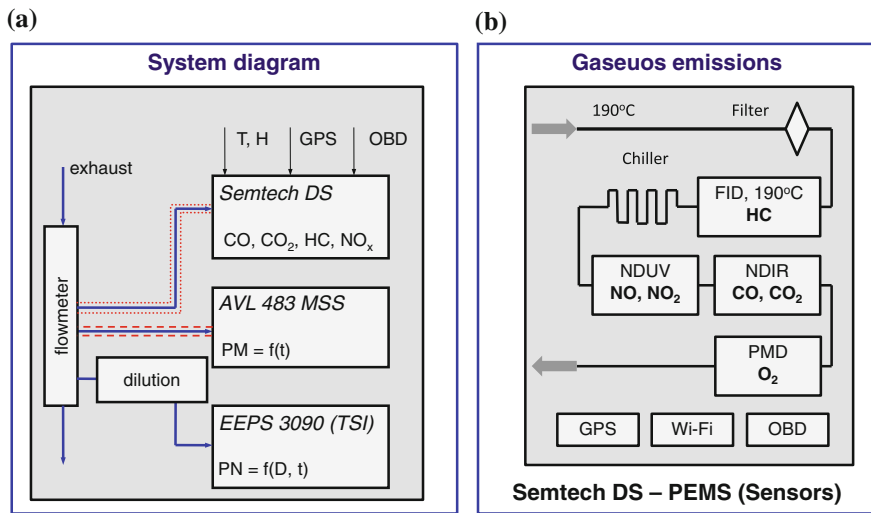 (a)
System diagram
T, H
GPS
OBD
exhaust
Semtech DS
CO, CO₂, HC, NOₓ
flowmeter
AVL 483 MSS
PM = f(t)
dilution
EEPS 3090 (TSI)
PN = f(D, t)
(b)
Gaseuos emissions
190ºC
Filter
Chiller
FID, 190ºC
HC
NDUV
NO, NO₂
NDIR
CO, CO₂
PMD
O₂
GPS
Wi-Fi
OBD
Semtech DS – PEMS (Sensors)